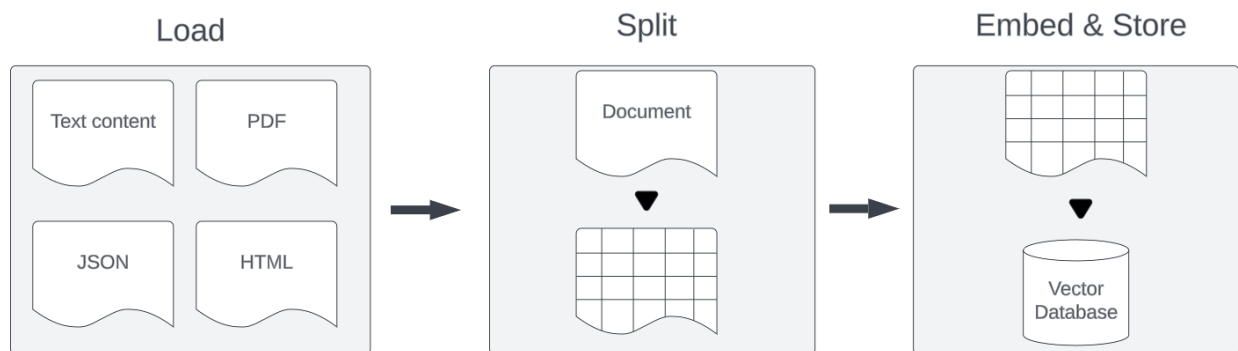 Load
Text content
PDF
JSON
HTML
Split
Document
Embed & Store
Vector
Database